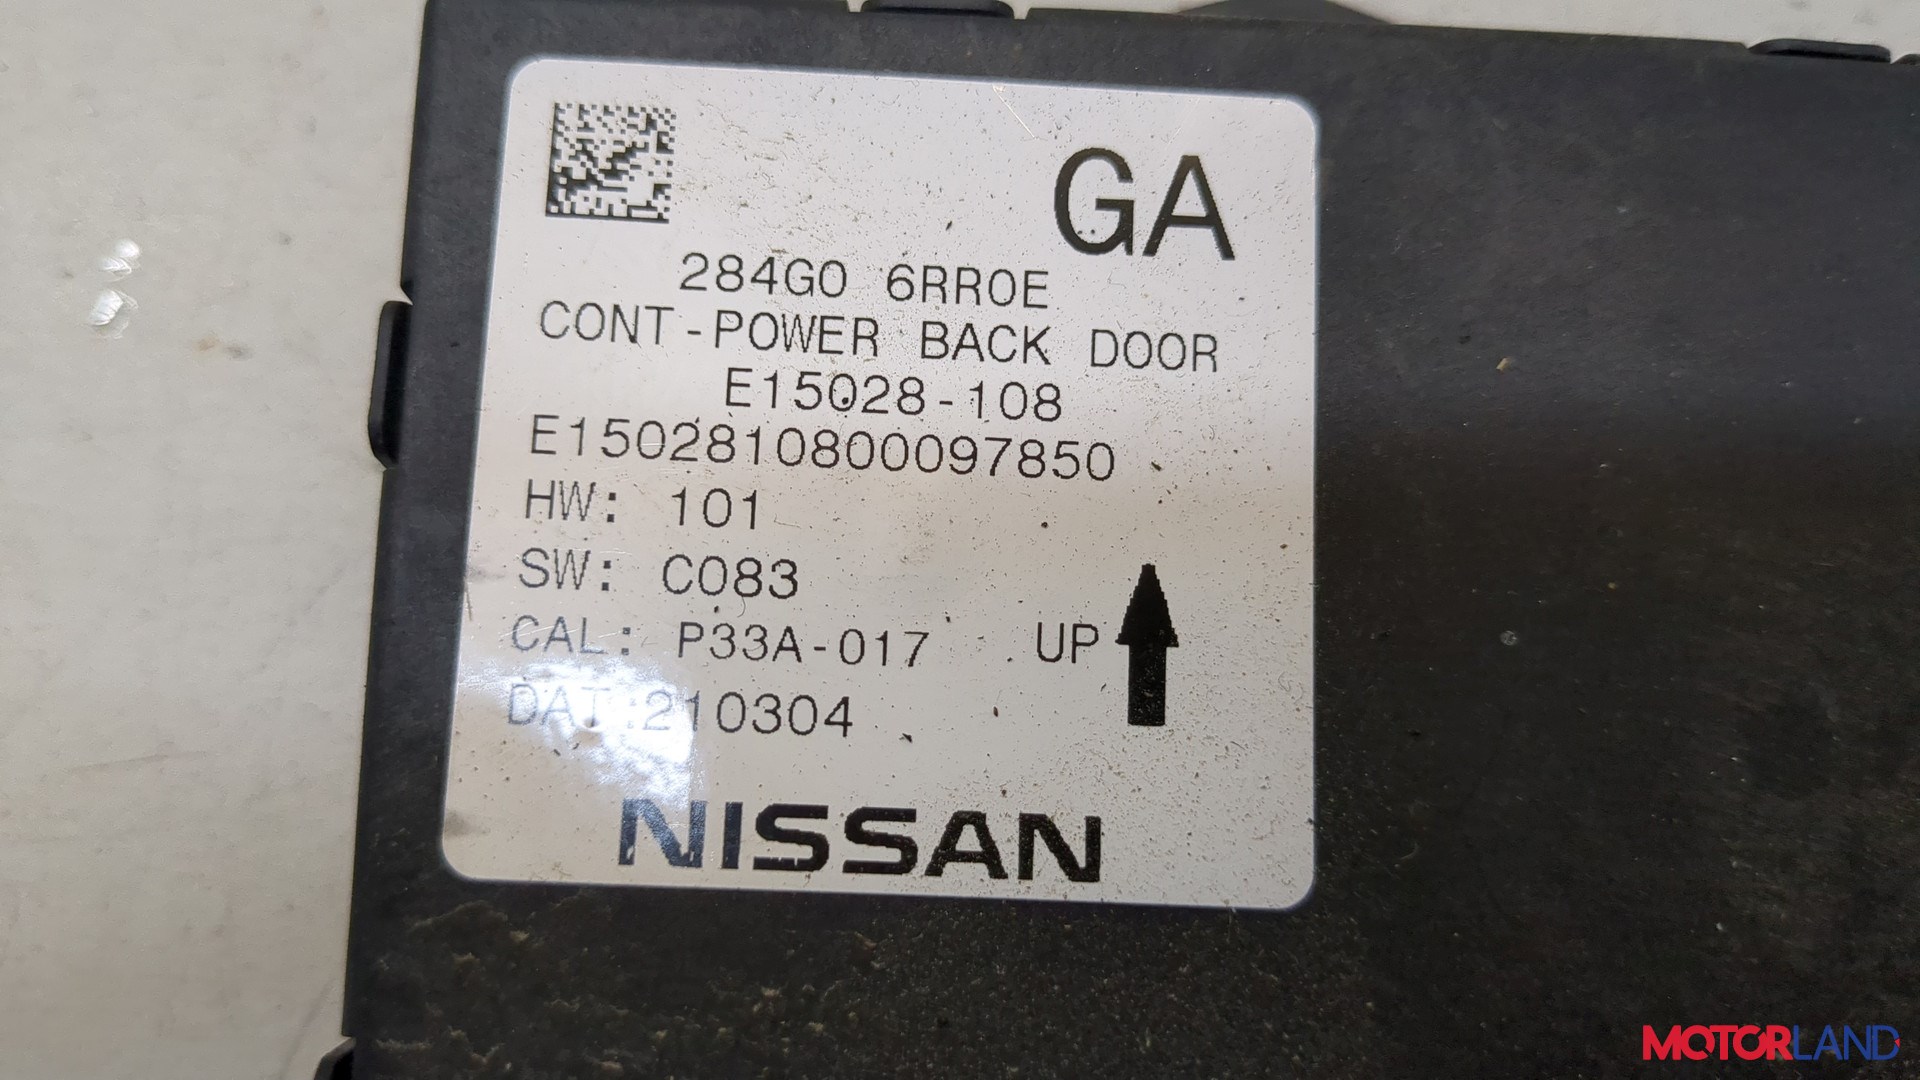 GA
284G0 6RR0E
CONT-POWER BACK DOOR
E15028-108
E1502810800097850
HW: 101
SW: C083
CAL: P33A-017 UP
DAT:210304
NISSAN
MOTORLAND